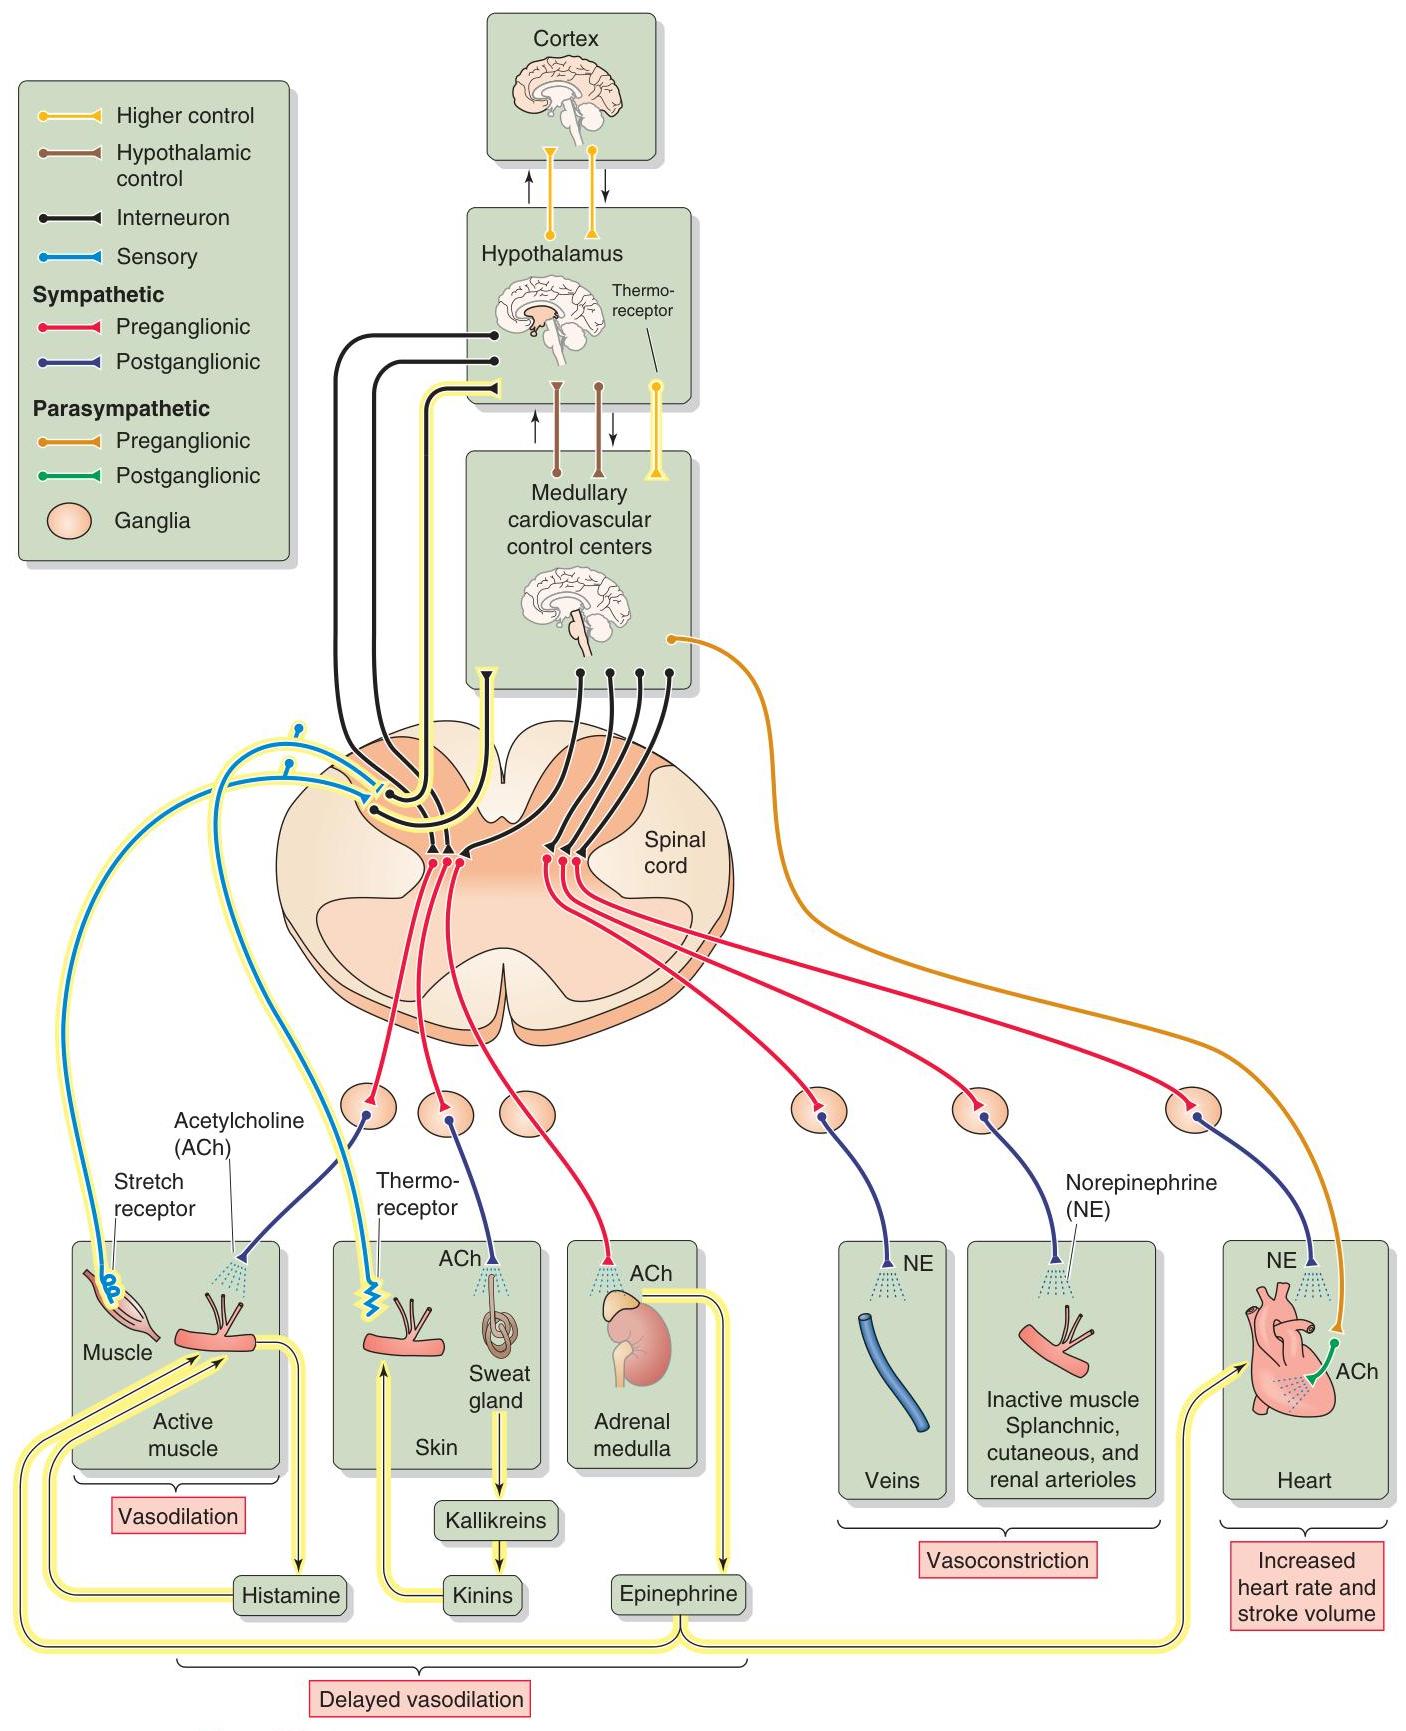 Cortex
Higher control
Hypothalamic
control
Interneuron
Sensory
Sympathetic
Preganglionic
Postganglionic
Parasympathetic
Preganglionic
Postganglionic
Ganglia
Hypothalamus
Thermo-
receptor
Medullary
cardiovascular
control centers
Spinal
cord
Acetylcholine
(ACh)
Stretch
receptor
Thermo-
receptor
Norepinephrine
(NE)
Muscle
Active
muscle
ACh
Sweat
gland
Skin
ACh
Adrenal
medulla
NE
Veins
Inactive muscle
Splanchnic,
cutaneous, and
renal arterioles
NE
ACh
Heart
Vasodilation
Kallikreins
Histamine
Kinins
Epinephrine
Vasoconstriction
Increased
heart rate and
stroke volume
Delayed vasodilation